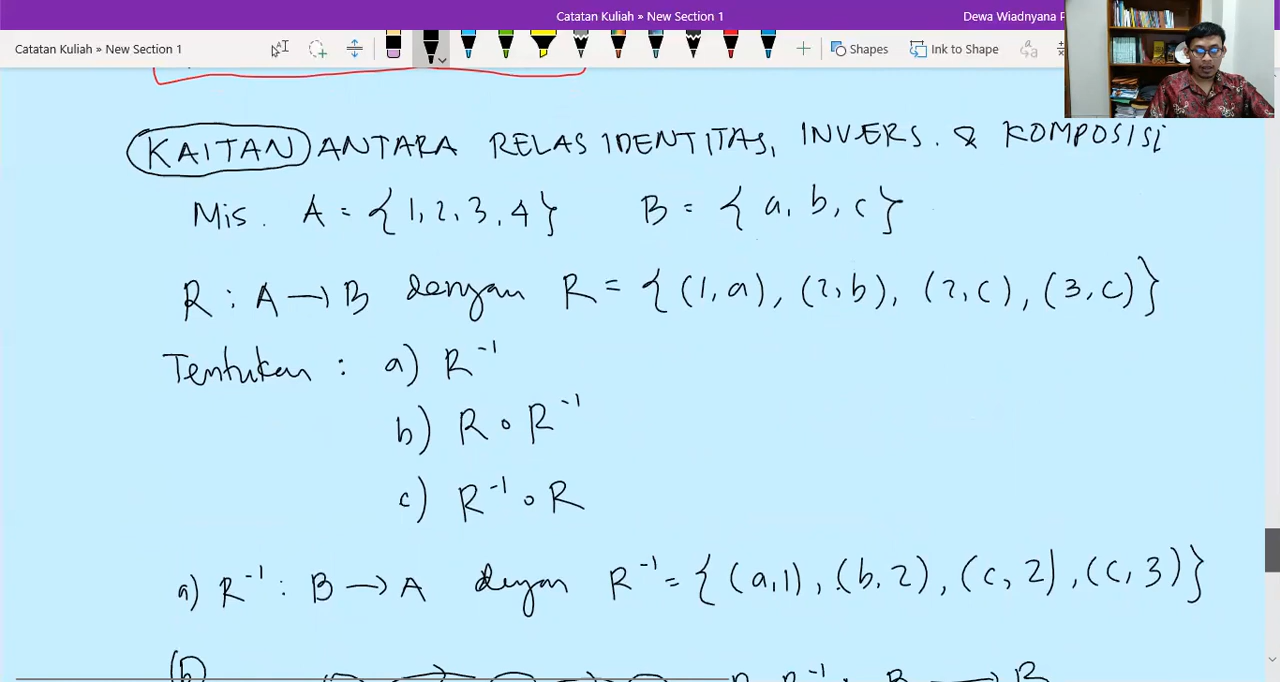 Catatan Kuliah » New Section 1
Dewa Wiadnyana P
Catatan Kuliah » New Section 1
Shapes
Ink to Shape
KAITAN ANTARA RELAS IDENTITAS, INVERS. & KOMPOSISI
Mis. A = {1, 2, 3, 4} B = {a, b, c}
R : A → B dengan R = {(1, a), (2, b), (2, c), (3, c)}
Tentukan : a) R⁻¹
b) R ∘ R⁻¹
c) R⁻¹ ∘ R
a) R⁻¹ : B → A dengan R⁻¹ = {(a, 1), (b, 2), (c, 2), (c, 3)}